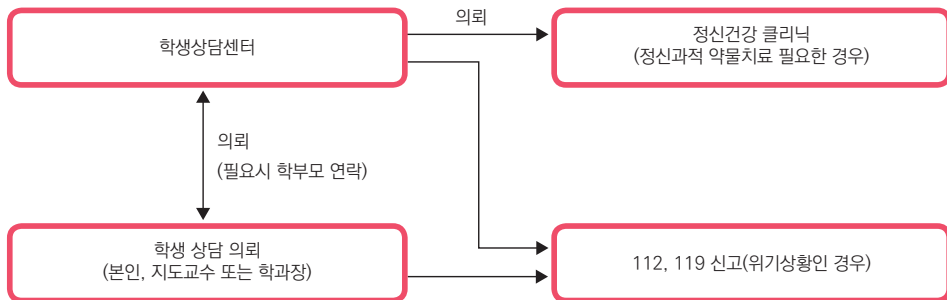 의뢰
학생상담센터
정신건강 클리닉
(정신과적 약물치료 필요한 경우)
의뢰
(필요시 학부모 연락)
학생 상담 의뢰
(본인, 지도교수 또는 학과장)
112, 119 신고(위기상황인 경우)